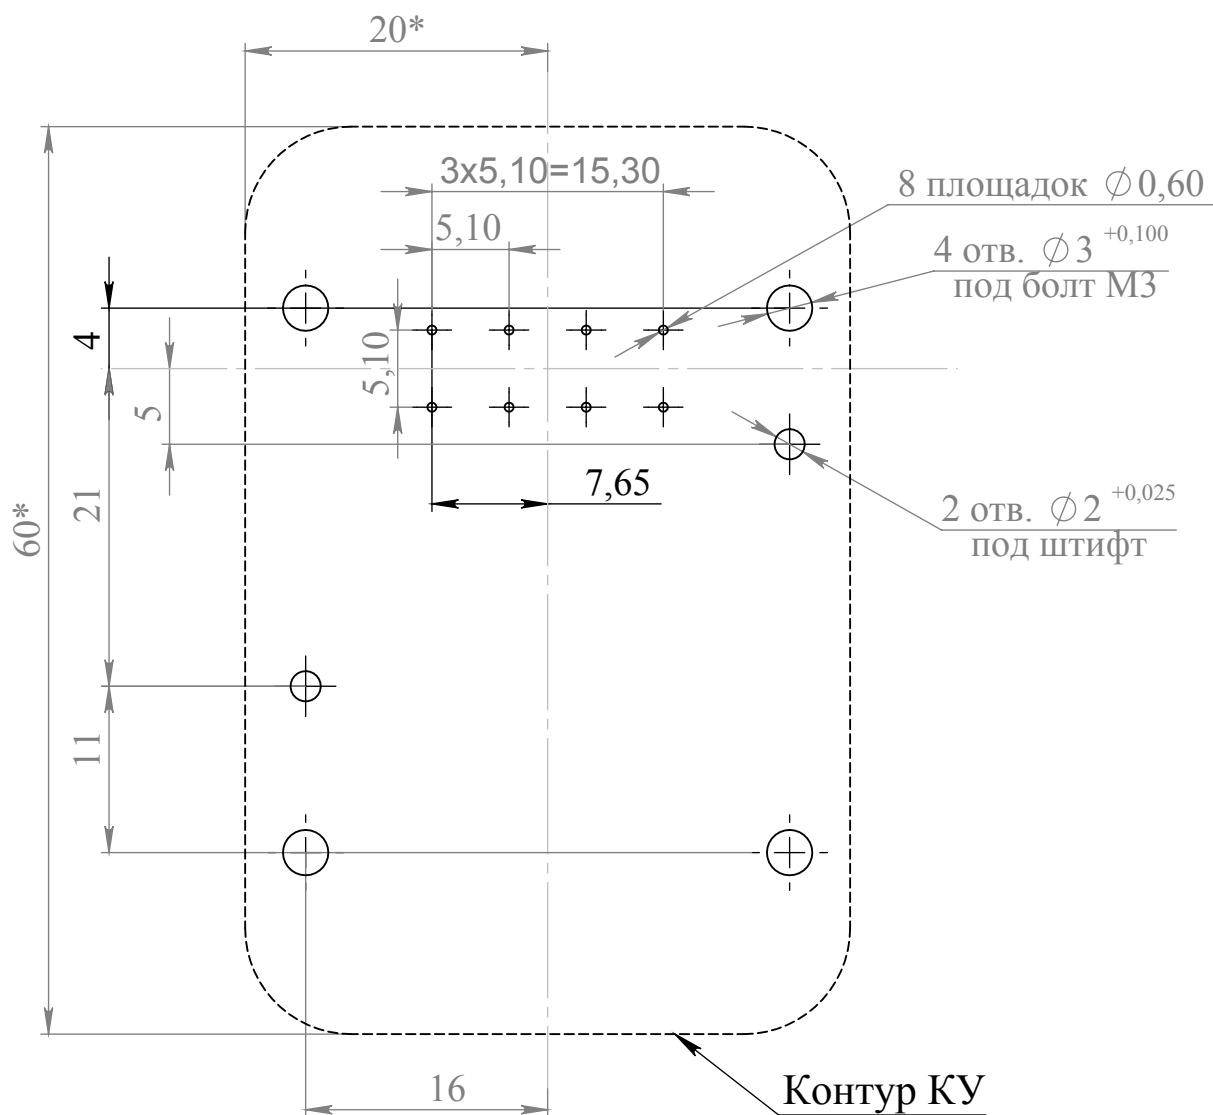 20*
3x5,10=15,30
8 площадок ∅0,60
5,10
4 отв. ∅3 +0,100
под болт М3
4
5,10
5
7,65
21
2 отв. ∅2 +0,025
под штифт
60*
11
16
Контур КУ